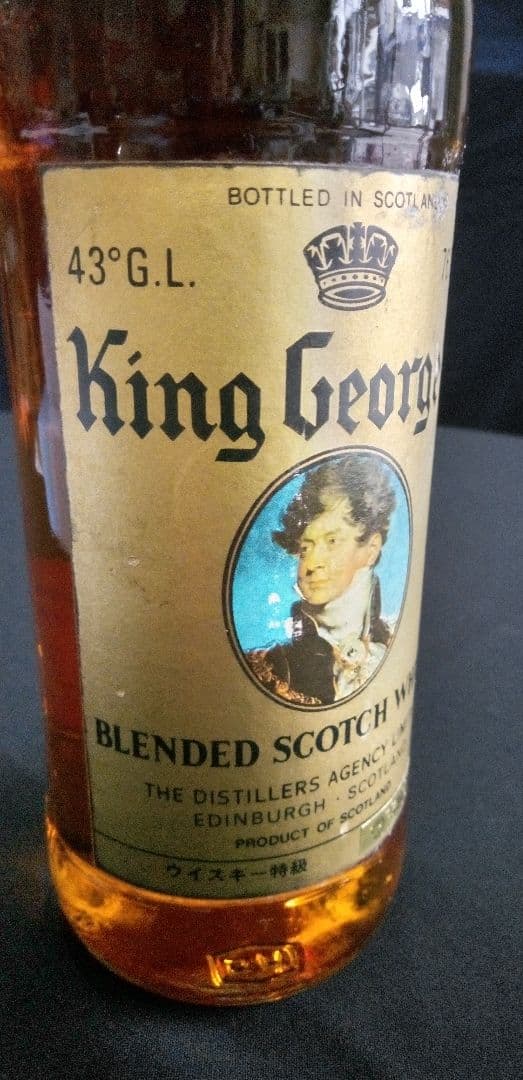 BOTTLED IN SCOTLAND
43° G.L.
King George
BLENDED SCOTCH
THE DISTILLERS AGENCY
EDINBURGH · SCOTLAND
PRODUCT OF SCOTLAND
ウイスキー特級